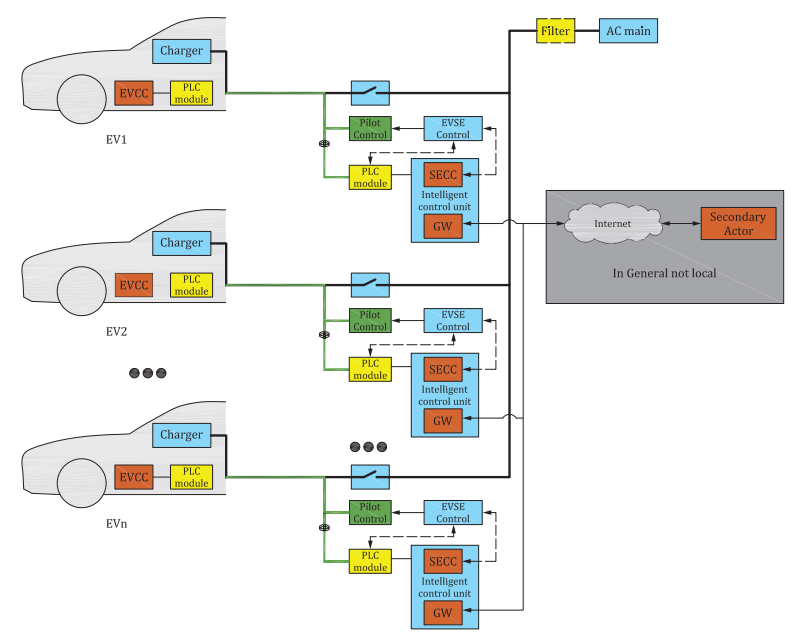 Filter
AC main
Charger
EVCC
PLC
module
EV1
Pilot
Control
EVSE
Control
PLC
module
SECC
Intelligent
control unit
GW
Internet
Secondary
Actor
In General not local
Charger
EVCC
PLC
module
EV2
Pilot
Control
EVSE
Control
PLC
module
SECC
Intelligent
control unit
GW
Charger
EVCC
PLC
module
EVn
Pilot
Control
EVSE
Control
PLC
module
SECC
Intelligent
control unit
GW